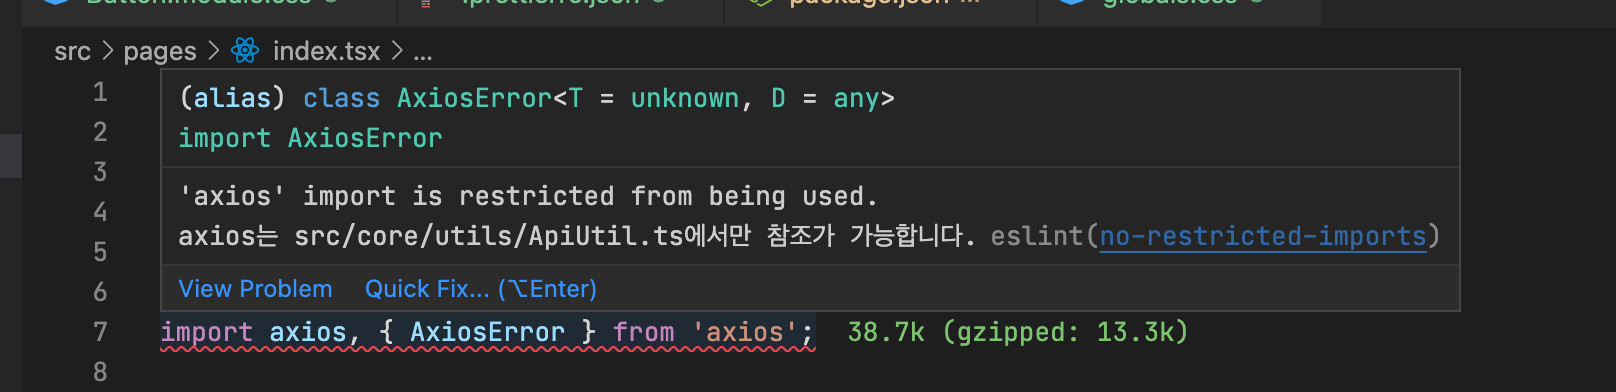 Button.module.css
.prettierrc.json
package.json
globals.css
src > pages > index.tsx > ...
1
(alias) class AxiosError<T = unknown, D = any>
2
import AxiosError
3
'axios' import is restricted from being used.
4
axios는 src/core/utils/ApiUtil.ts에서만 참조가 가능합니다. eslint(no-restricted-imports)
5
6
View Problem Quick Fix... (⌥Enter)
7 import axios, { AxiosError } from 'axios'; 38.7k (gzipped: 13.3k)
8